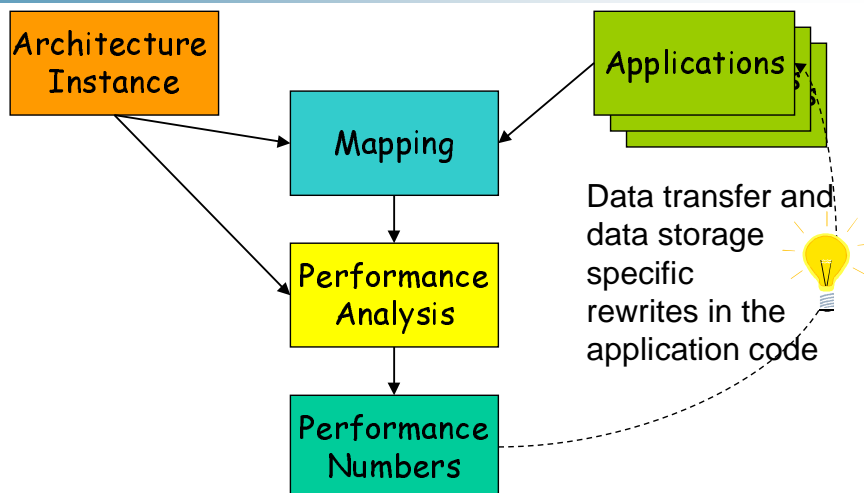 Architecture
Instance
Applications
Mapping
Data transfer and
data storage
specific
rewrites in the
application code
Performance
Analysis
Performance
Numbers